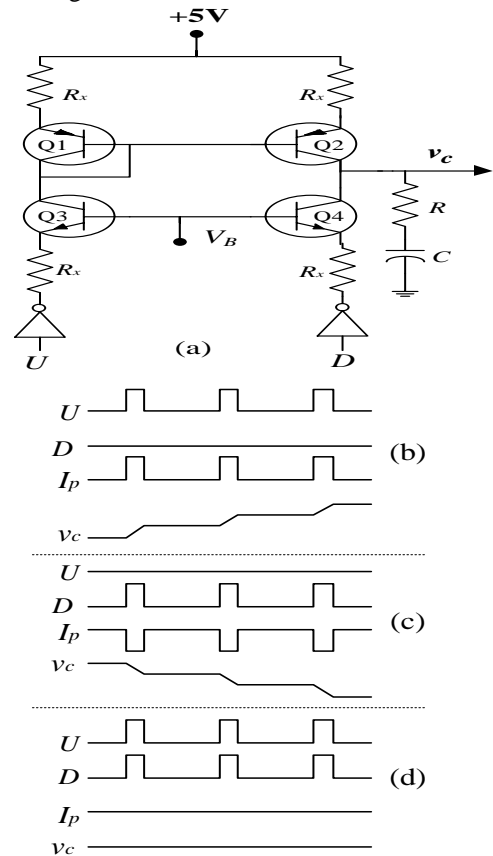 +5V
Rx Rx
Q1 Q2
vc
Q3 Q4 R
VB
C
Rx Rx
U (a) D
U
D (b)
Ip
vc
U
D (c)
Ip
vc
U
D (d)
Ip
vc